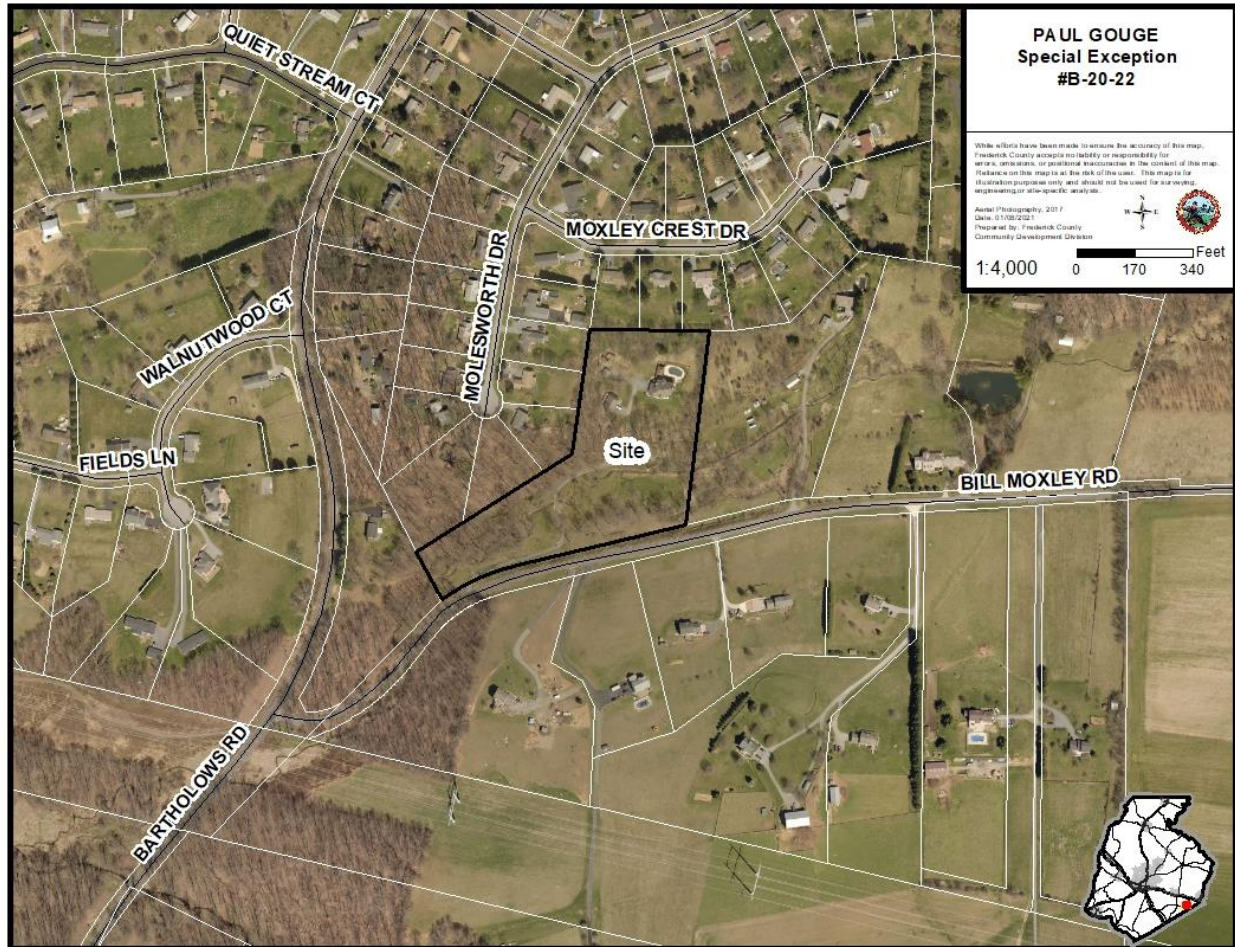 PAUL GOUGE
Special Exception
#B-20-22
While efforts have been made to ensure the accuracy of this map,
Frederick County accepts no liability or responsibility for
errors, omissions, or positional inaccuracies in the content of this map.
Reliance on this map is at the risk of the user. This map is for
illustration purposes only and should not be used for surveying,
engineering, or site-specific analysis.
Aerial Photography, 2017
Date: 01/08/2021
Prepared by: Frederick County
Community Development Division
N
W E
S
1:4,000
Feet
0 170 340
QUIET STREAM CT
MOXLEY CREST DR
MOLESWORTH DR
WALNUTWOOD CT
FIELDS LN
Site
BILL MOXLEY RD
BARTHOLOWS RD